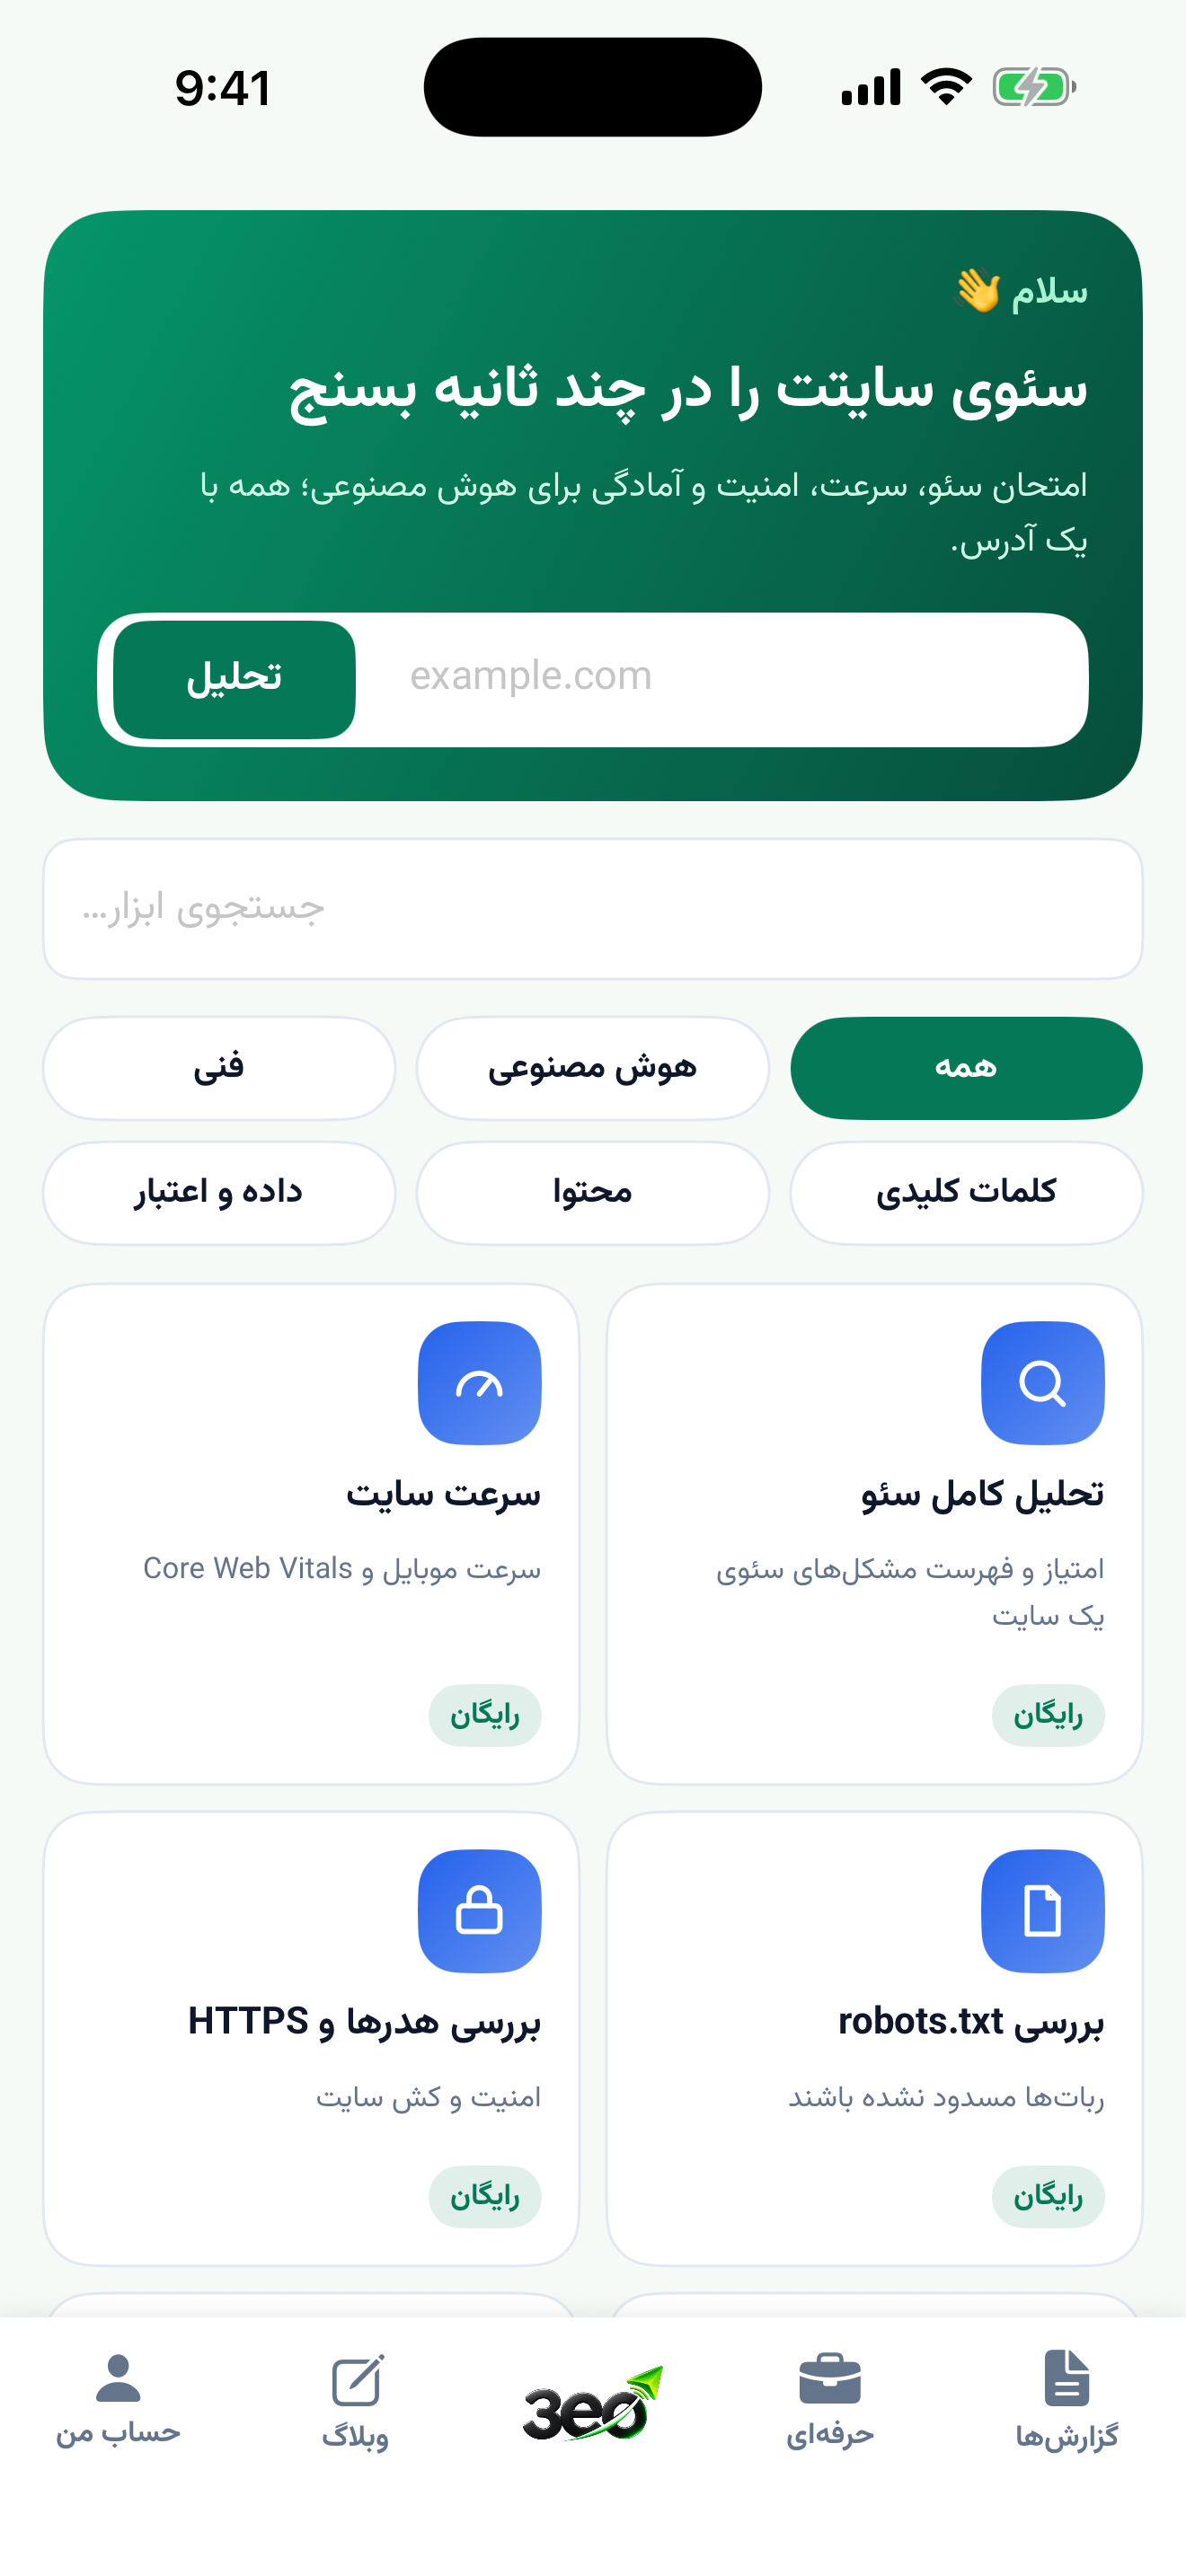 9:41
سلام 👋
سئوی سایتت را در چند ثانیه بسنج
امتحان سئو، سرعت، امنیت و آمادگی برای هوش مصنوعی؛ همه با
یک آدرس.
example.com
تحلیل
جستجوی ابزار...
همه
هوش مصنوعی
فنی
کلمات کلیدی
محتوا
داده و اعتبار
تحلیل کامل سئو
امتیاز و فهرست مشکل‌های سئوی
یک سایت
رایگان
سرعت سایت
سرعت موبایل و Core Web Vitals
رایگان
بررسی robots.txt
ربات‌ها مسدود نشده باشند
رایگان
بررسی هدرها و HTTPS
امنیت و کش سایت
رایگان
گزارش‌ها
حرفه‌ای
3eo
وبلاگ
حساب من